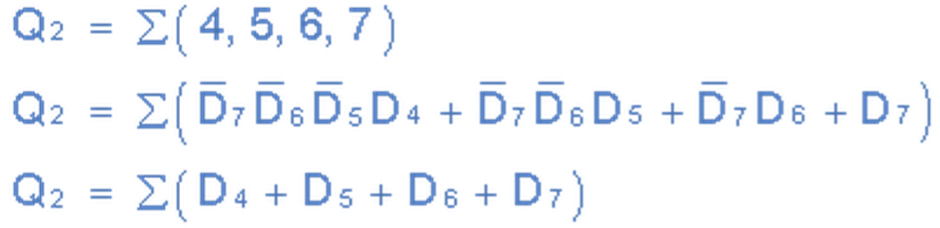 Q₂ = Σ( 4, 5, 6, 7 )
Q₂ = Σ( D̅₇ D̅₆ D̅₅ D₄ + D̅₇ D̅₆ D₅ + D̅₇ D₆ + D₇ )
Q₂ = Σ( D₄ + D₅ + D₆ + D₇ )